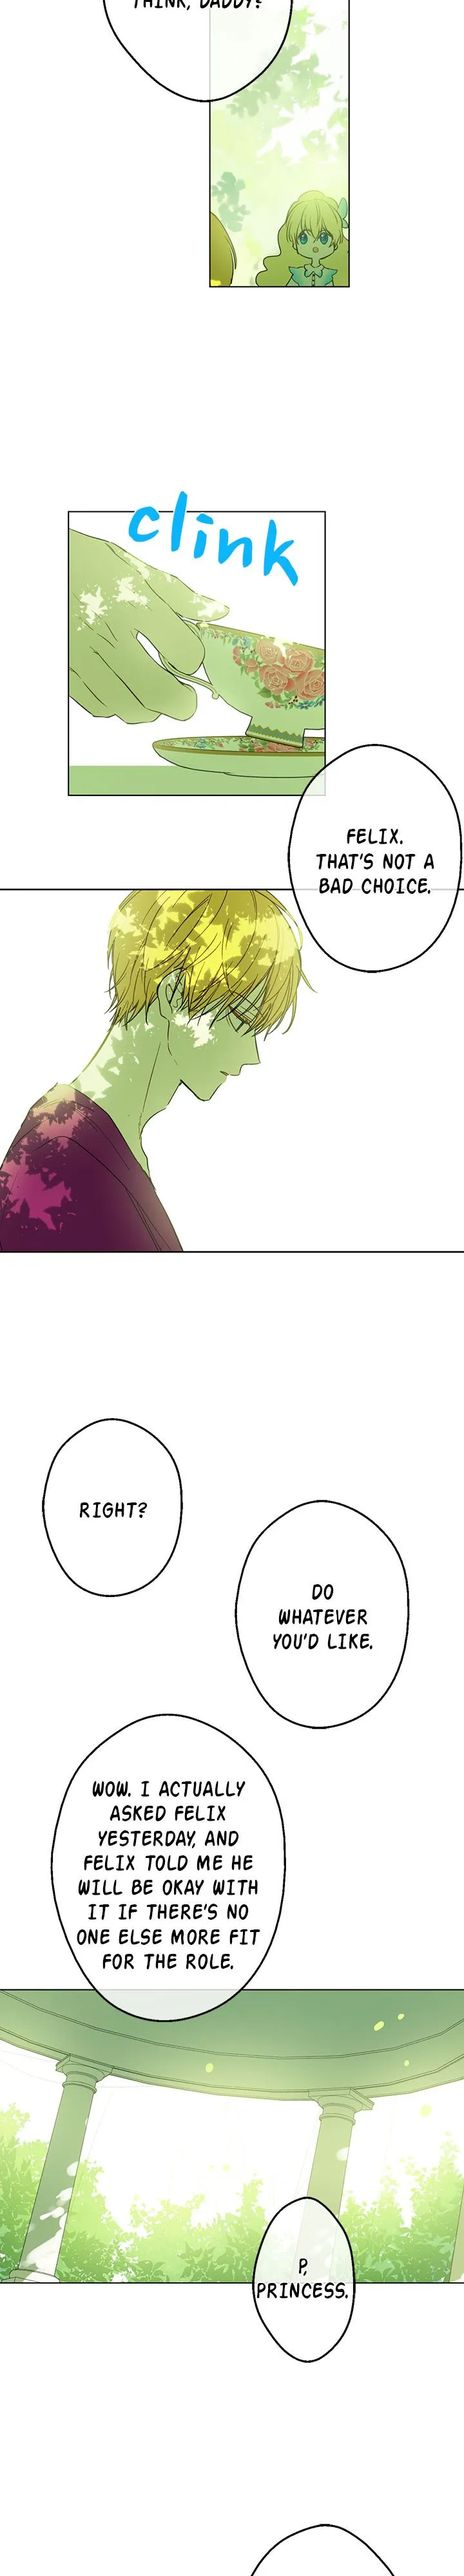 THINK, DADDY?
clink
FELIX.
THAT'S NOT A
BAD CHOICE.
RIGHT?
DO
WHATEVER
YOU'D LIKE.
WOW. I ACTUALLY
ASKED FELIX
YESTERDAY, AND
FELIX TOLD ME HE
WILL BE OKAY WITH
IT IF THERE'S NO
ONE ELSE MORE FIT
FOR THE ROLE.
P,
PRINCESS.